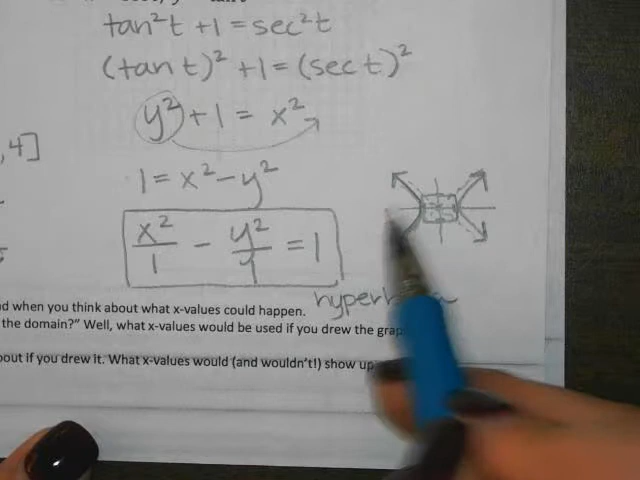 tan²t + 1 = sec²t
(tan t)² + 1 = (sec t)²
y² + 1 = x²
, 4]
1 = x² - y²
x²/1 - y²/1 = 1
nd when you think about what x-values could happen.
hyper
the domain?" Well, what x-values would be used if you drew the grap
out if you drew it. What x-values would (and wouldn't!) show up